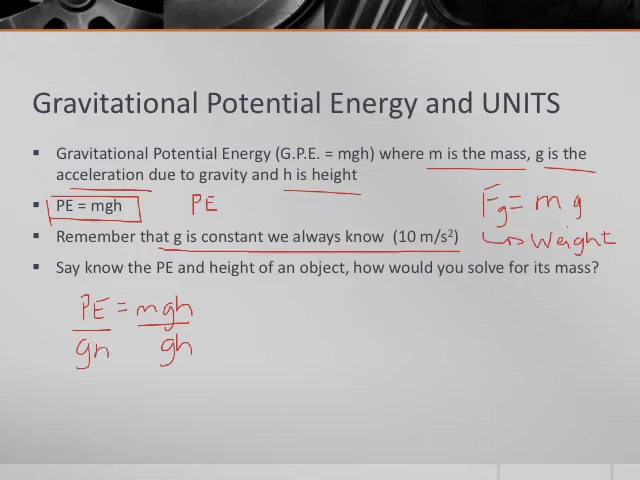 Gravitational Potential Energy and UNITS
▪ Gravitational Potential Energy (G.P.E. = mgh) where m is the mass, g is the
acceleration due to gravity and h is height
▪ PE = mgh PE
Fg = mg
▪ Remember that g is constant we always know (10 m/s²)
↳ Weight
▪ Say know the PE and height of an object, how would you solve for its mass?
PE = mgh
gh gh